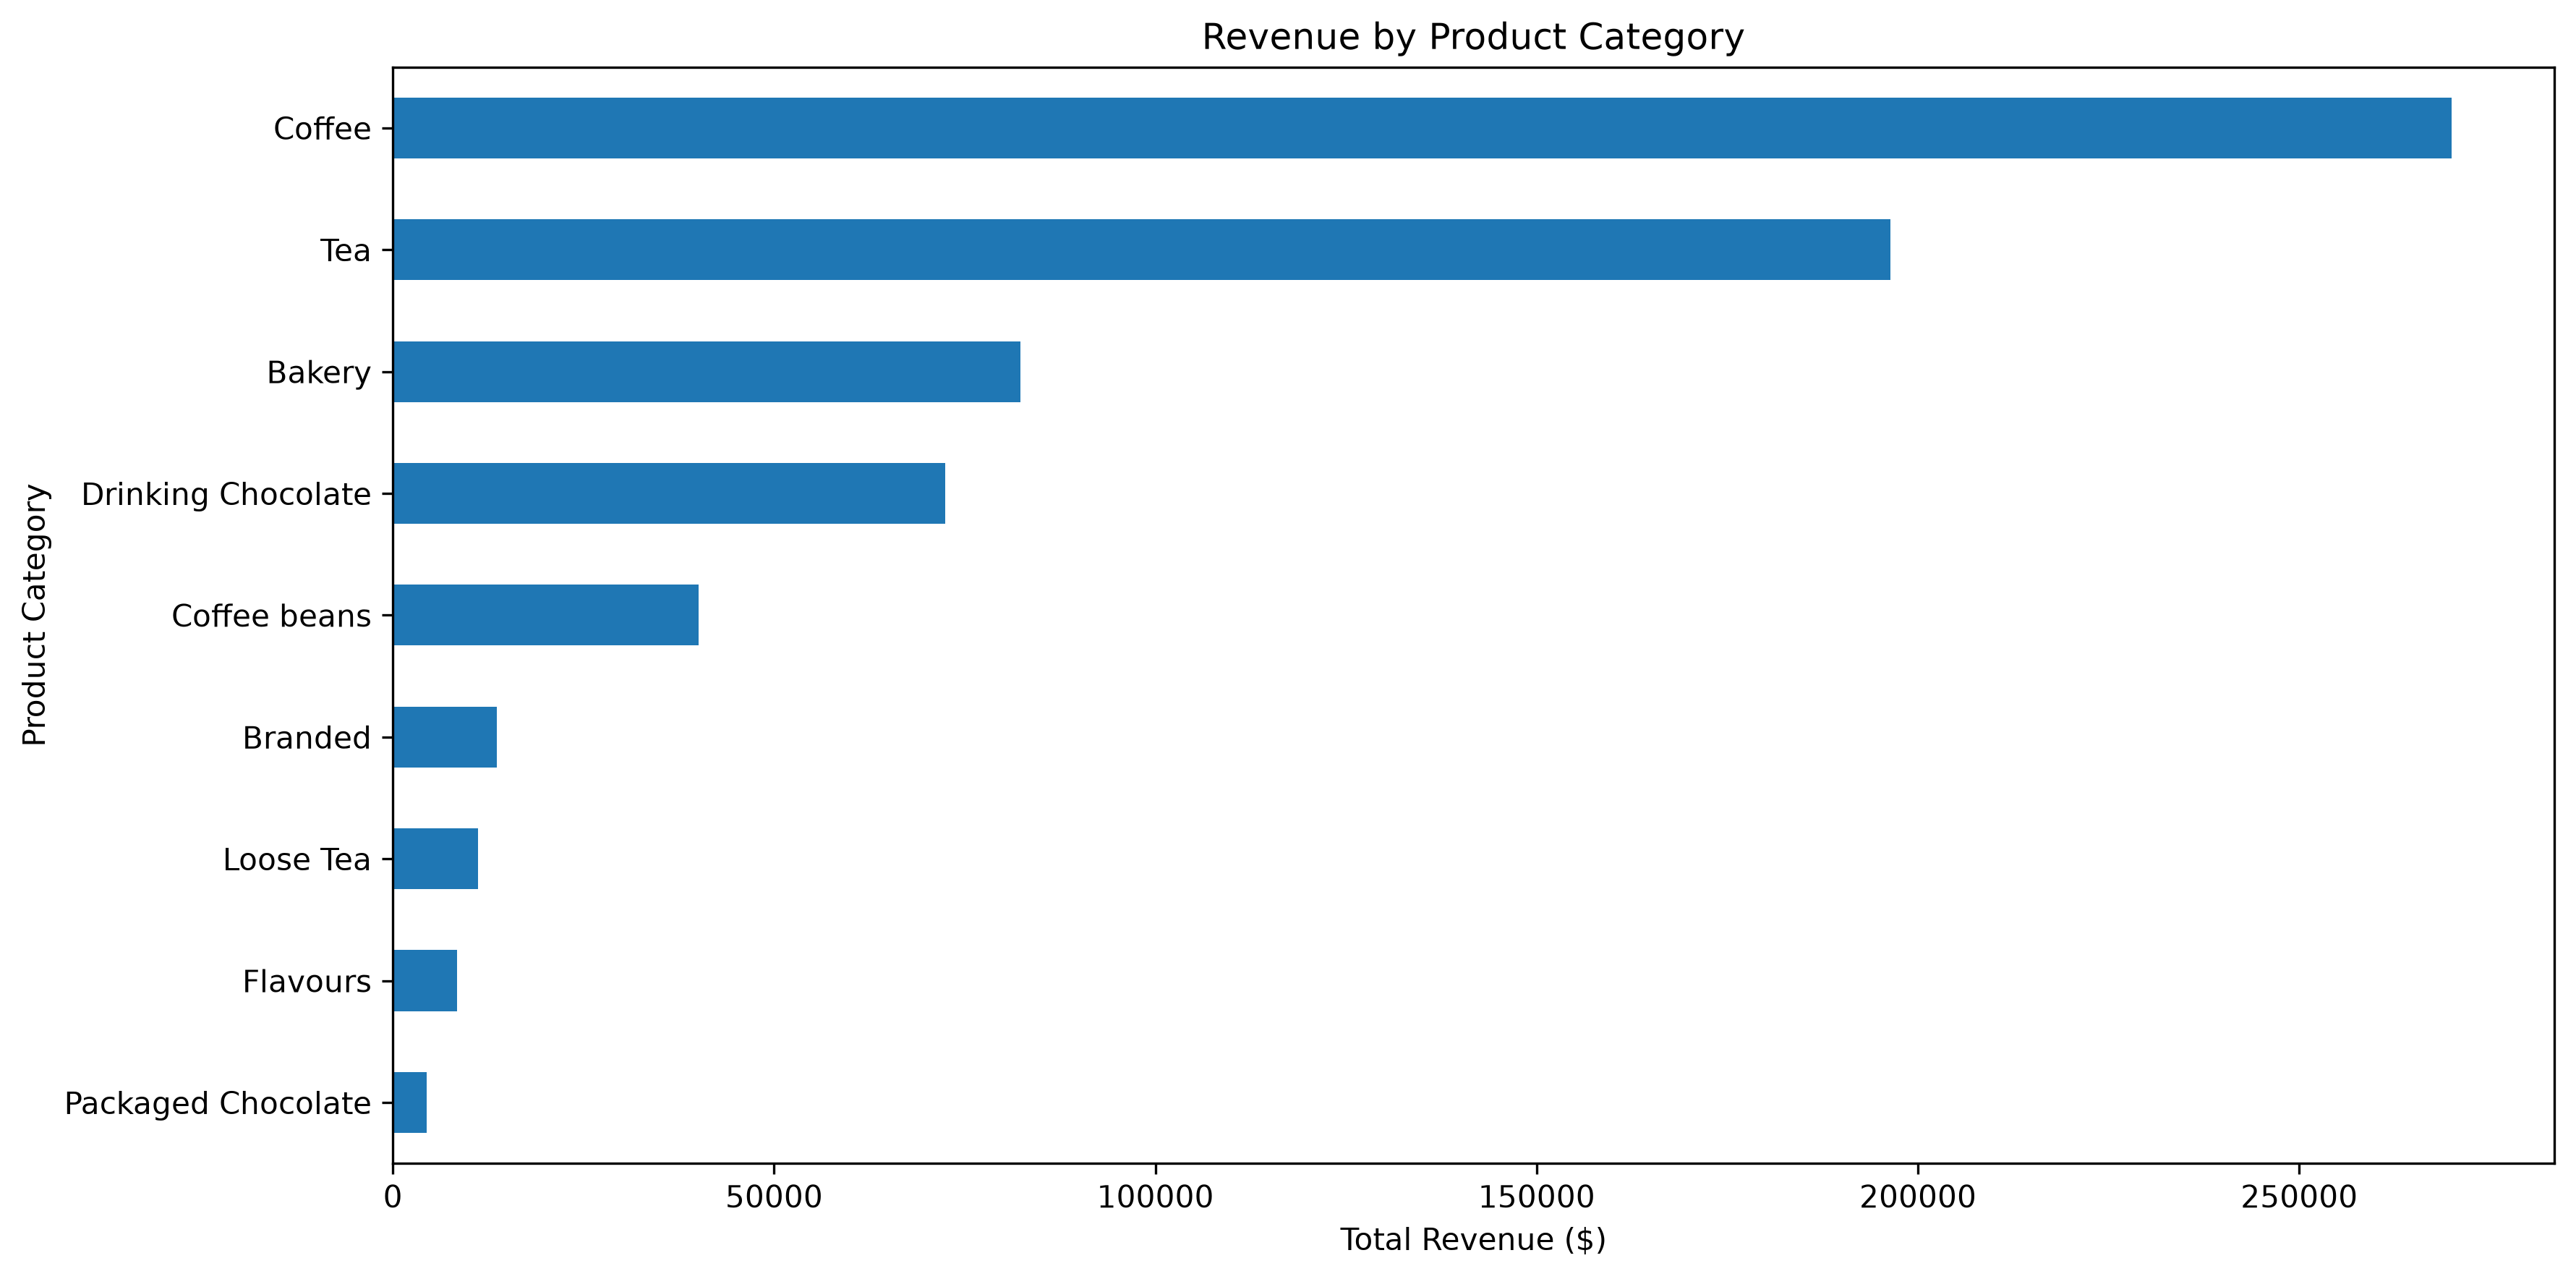 Revenue by Product Category
Product Category
Coffee
Tea
Bakery
Drinking Chocolate
Coffee beans
Branded
Loose Tea
Flavours
Packaged Chocolate
0 50000 100000 150000 200000 250000
Total Revenue ($)